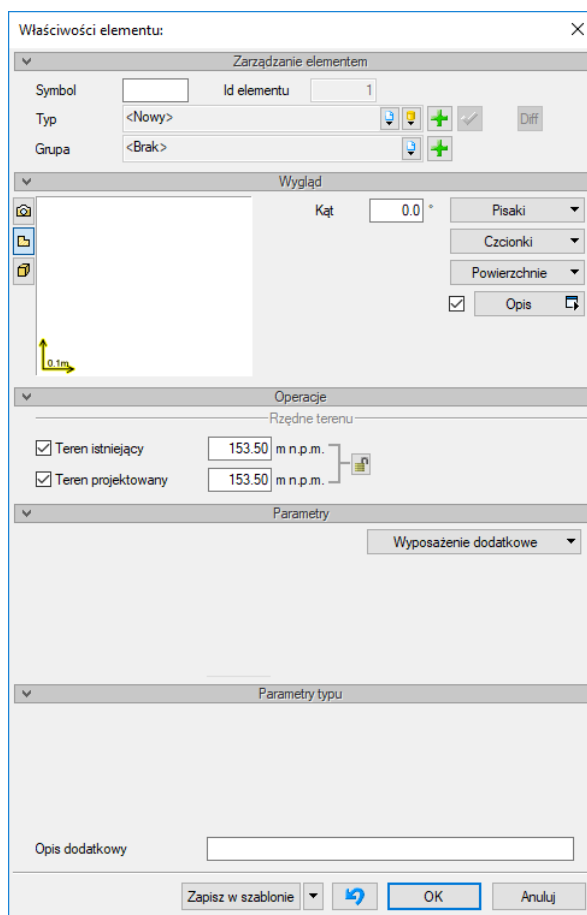 Właściwości elementu:
Zarządzanie elementem
Symbol Id elementu 1
Typ <Nowy> Diff
Grupa <Brak>
Wygląd
Kąt 0.0 ° Pisaki
Czcionki
Powierzchnie
Opis
0.1m
Operacje
Rzędne terenu
Teren istniejący 153.50 m n.p.m.
Teren projektowany 153.50 m n.p.m.
Parametry
Wyposażenie dodatkowe
Parametry typu
Opis dodatkowy
Zapisz w szablonie OK Anuluj